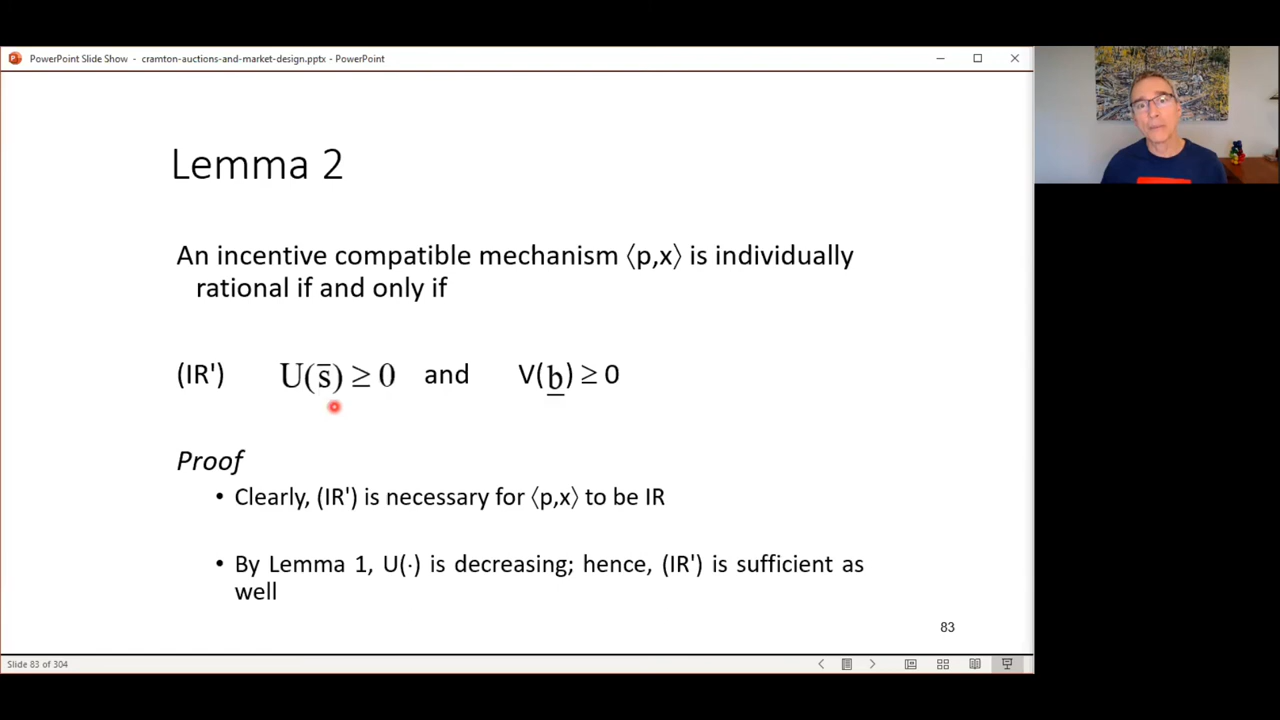 PowerPoint Slide Show - cramton-auctions-and-market-design.pptx - PowerPoint
Lemma 2
An incentive compatible mechanism ⟨p,x⟩ is individually
rational if and only if
(IR') U(s̅) ≥ 0 and V(b̲) ≥ 0
Proof
• Clearly, (IR') is necessary for ⟨p,x⟩ to be IR
• By Lemma 1, U(·) is decreasing; hence, (IR') is sufficient as
well
83
Slide 83 of 304